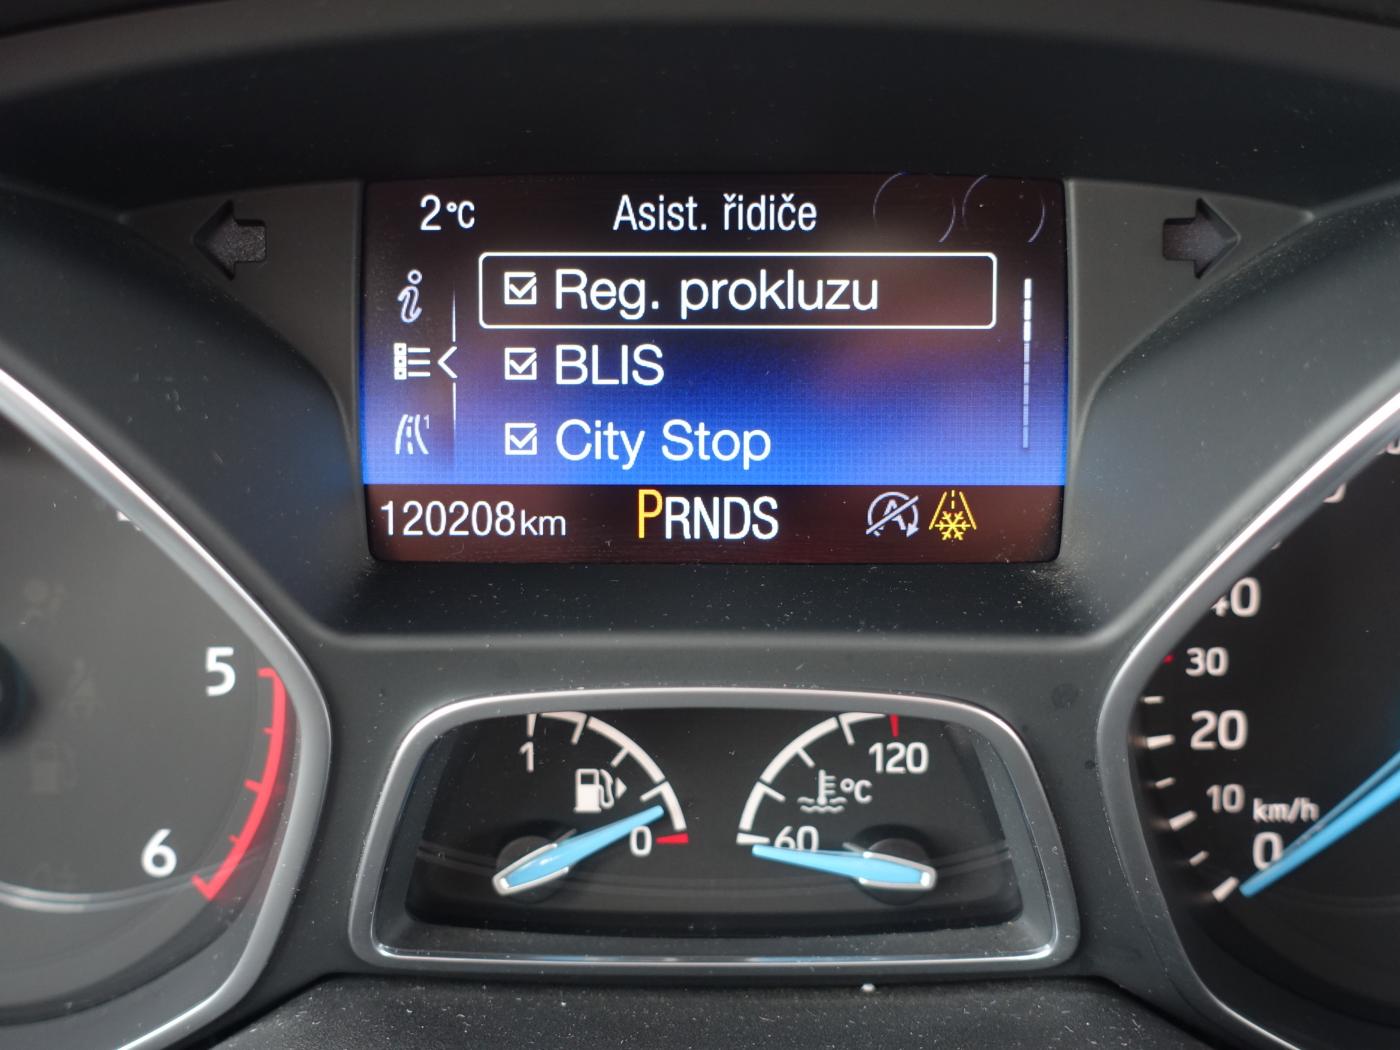 2°C Asist. řidiče
Reg. prokluzu
BLIS
City Stop
120208km PRNDS
5
6
1
0
120
°C
60
40
30
20
10 km/h
0